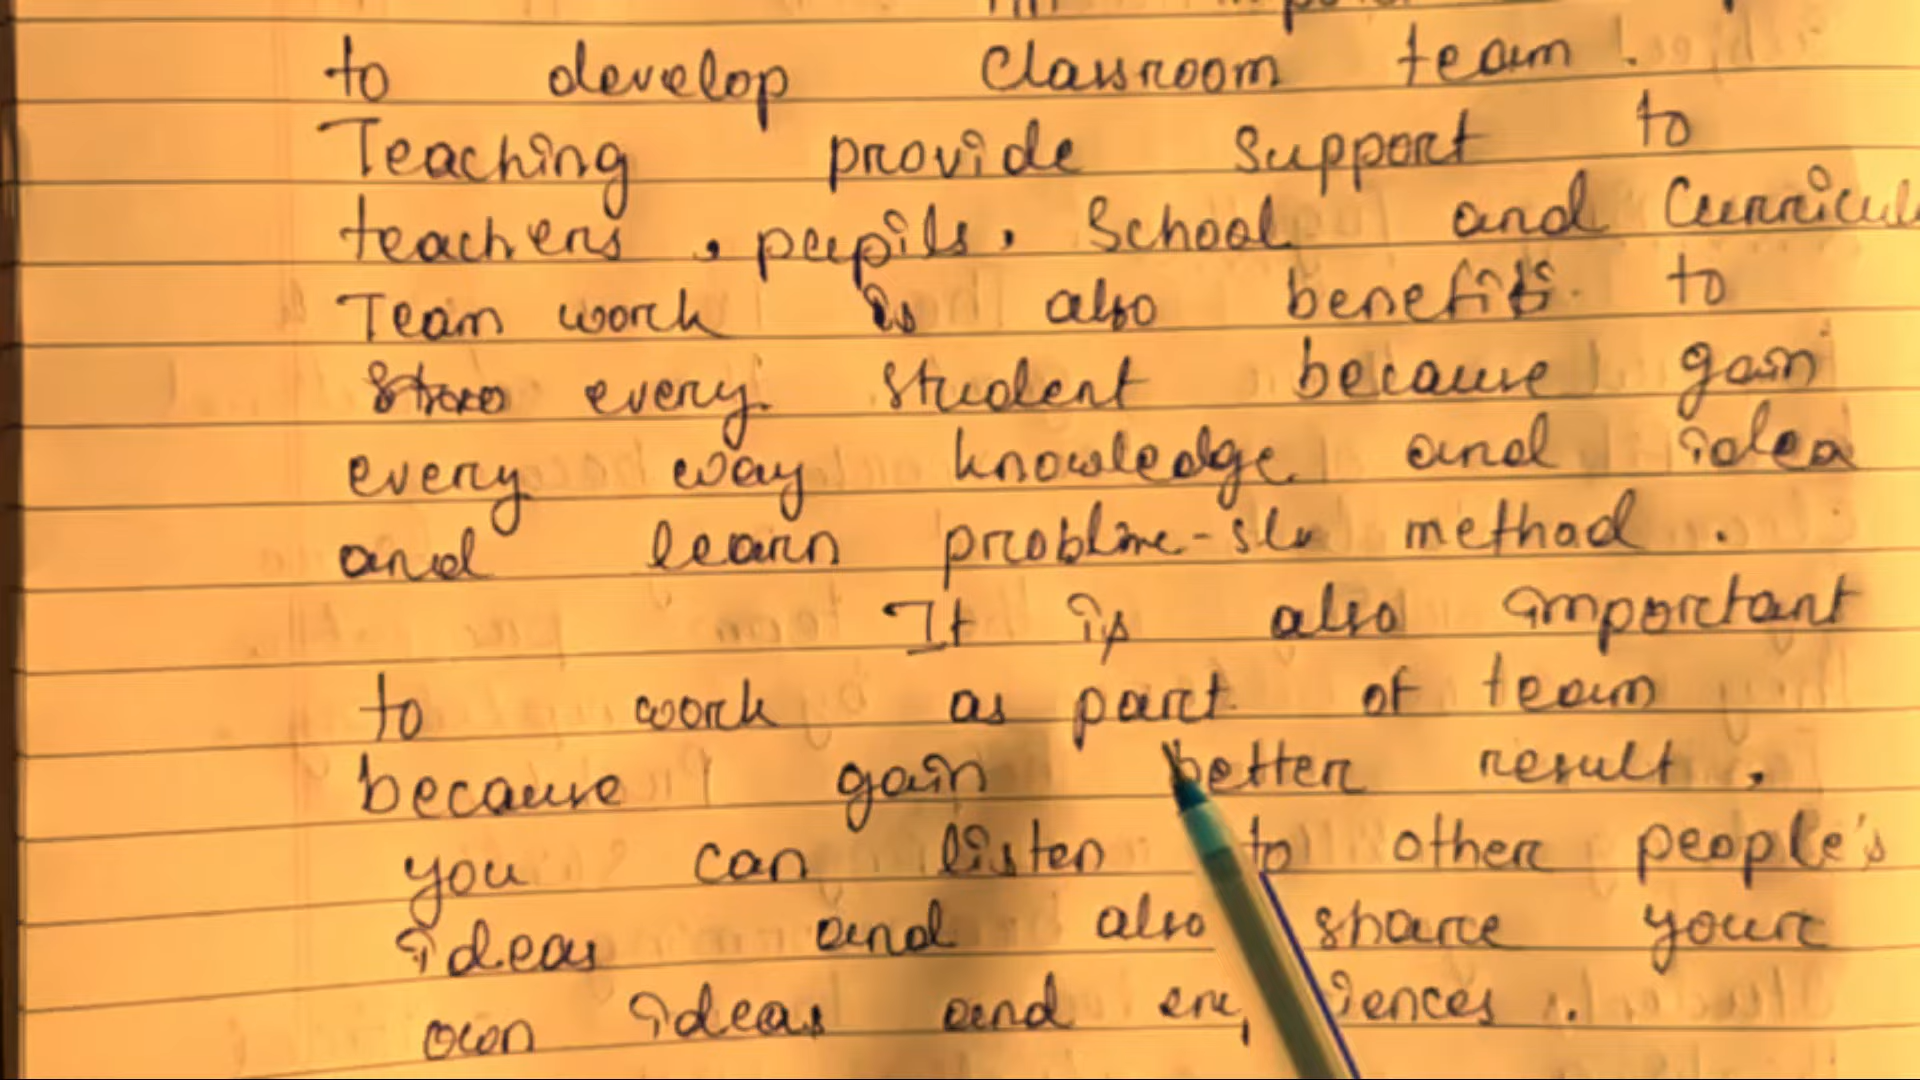 to develop classroom team.
Teaching provide support to
teachers, pupils, School and
Team work is also benefits to
every student because gain
every way knowledge and idea
and learn problme-slv method.
It is also important
to work as part of team
because gain better result,
you can listen to other people's
ideas and also share your
own ideas and